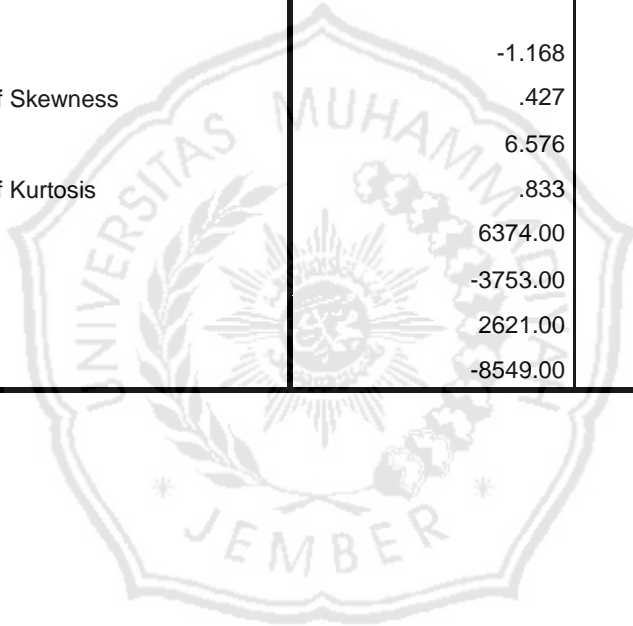 -1.168
f Skewness .427
6.576
f Kurtosis .833
6374.00
-3753.00
2621.00
-8549.00
UNIVERSITAS MUHAMMADIYAH
JEMBER